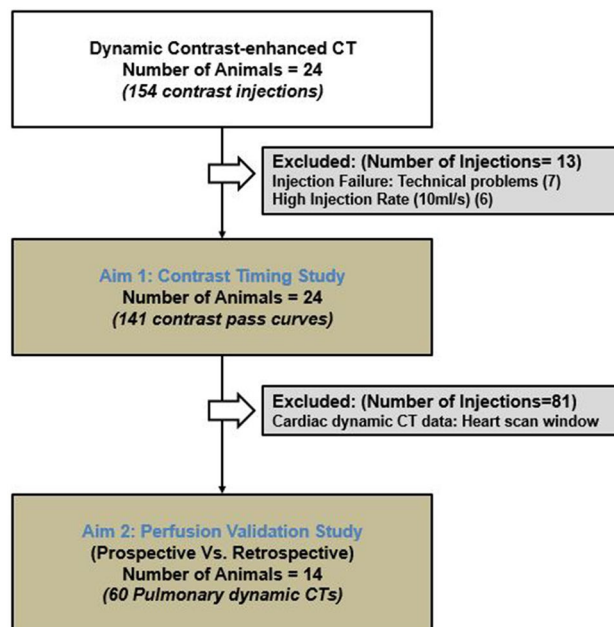 Dynamic Contrast-enhanced CT
Number of Animals = 24
(154 contrast injections)
Excluded: (Number of Injections= 13)
Injection Failure: Technical problems (7)
High Injection Rate (10ml/s) (6)
Aim 1: Contrast Timing Study
Number of Animals = 24
(141 contrast pass curves)
Excluded: (Number of Injections=81)
Cardiac dynamic CT data: Heart scan window
Aim 2: Perfusion Validation Study
(Prospective Vs. Retrospective)
Number of Animals = 14
(60 Pulmonary dynamic CTs)